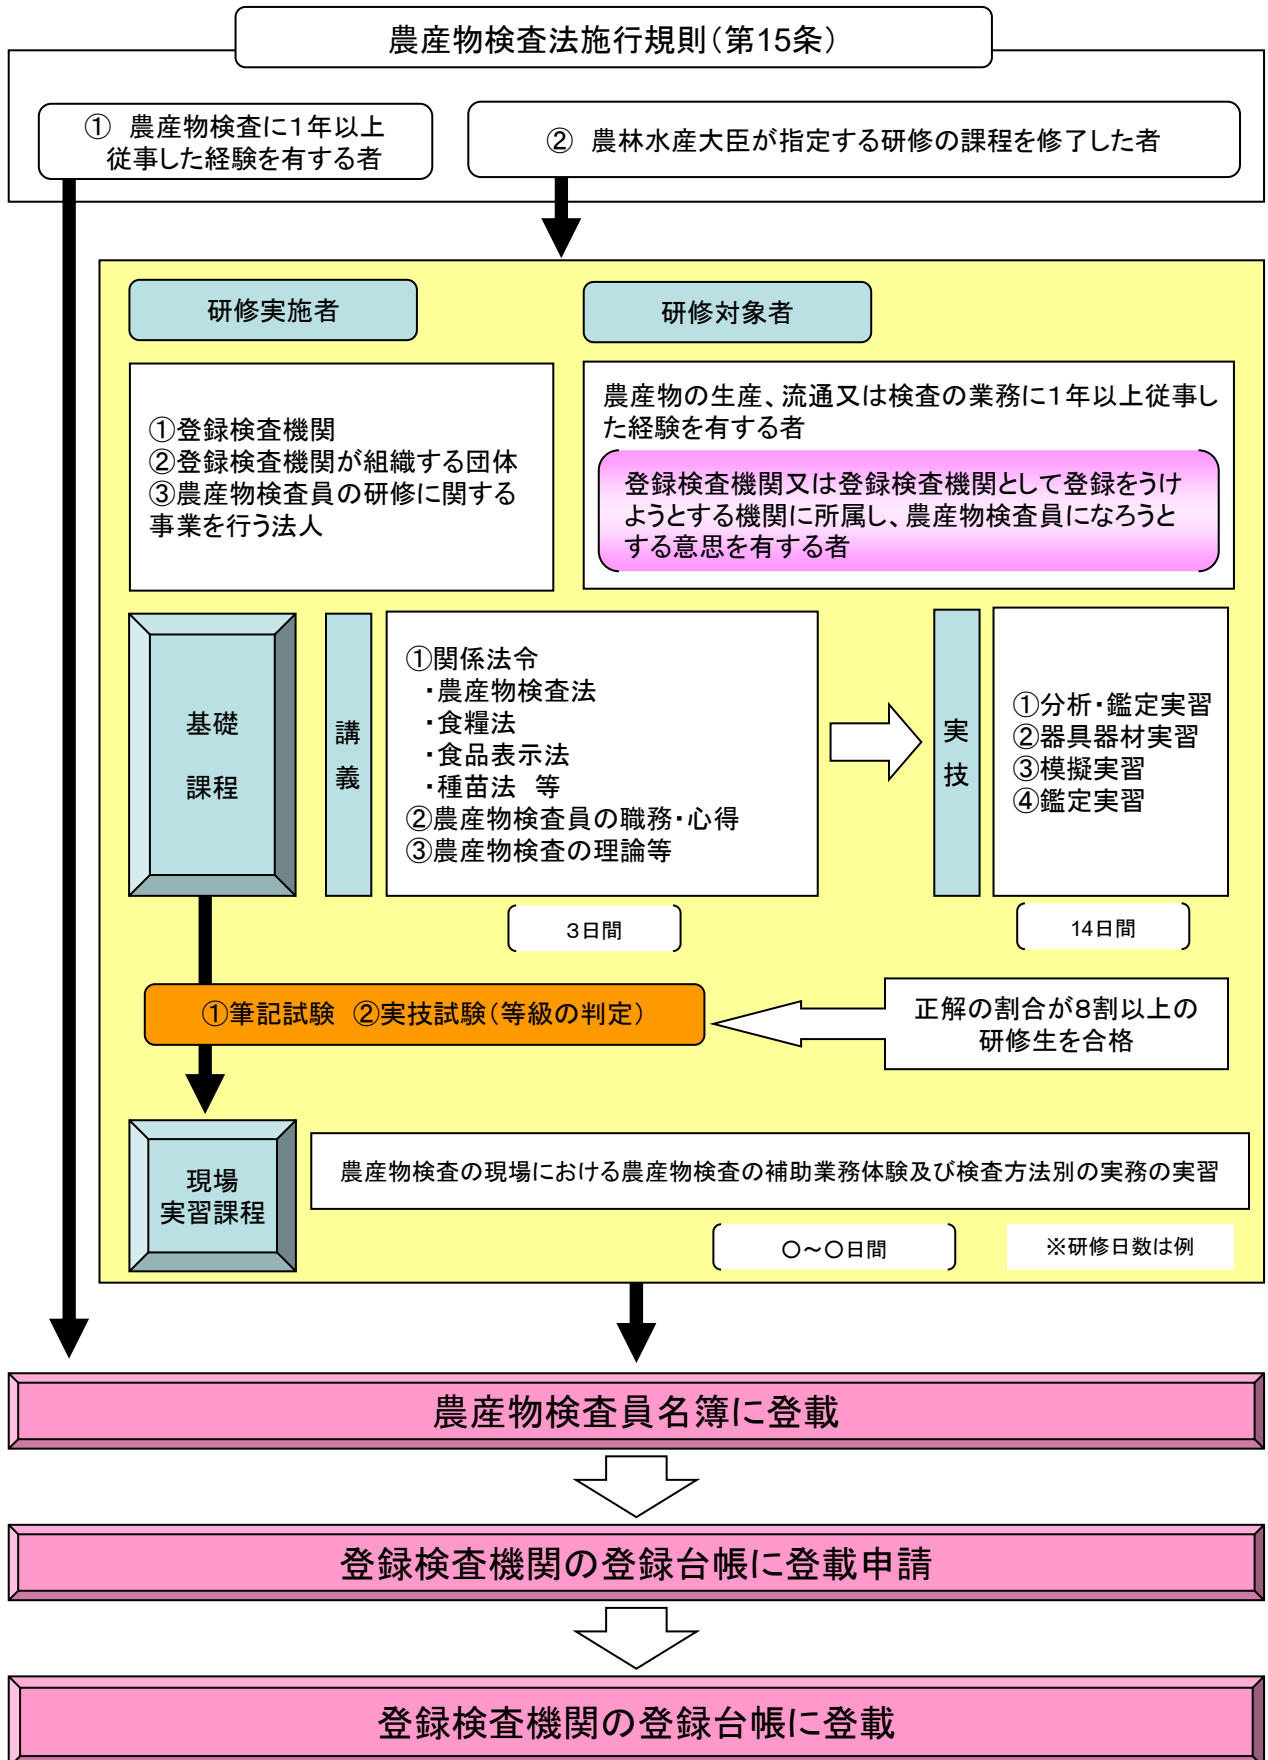 農産物検査法施行規則（第15条）
① 農産物検査に１年以上
従事した経験を有する者
② 農林水産大臣が指定する研修の課程を修了した者
研修実施者
研修対象者
①登録検査機関
②登録検査機関が組織する団体
③農産物検査員の研修に関する
事業を行う法人
農産物の生産、流通又は検査の業務に１年以上従事し
た経験を有する者
登録検査機関又は登録検査機関として登録をうけ
ようとする機関に所属し、農産物検査員になろうと
する意思を有する者
基礎
課程
講義
①関係法令
・農産物検査法
・食糧法
・食品表示法
・種苗法 等
②農産物検査員の職務・心得
③農産物検査の理論等
実技
①分析・鑑定実習
②器具器材実習
③模擬実習
④鑑定実習
３日間
14日間
①筆記試験 ②実技試験（等級の判定）
正解の割合が８割以上の
研修生を合格
現場
実習課程
農産物検査の現場における農産物検査の補助業務体験及び検査方法別の実務の実習
○～○日間
※研修日数は例
農産物検査員名簿に登載
登録検査機関の登録台帳に登載申請
登録検査機関の登録台帳に登載